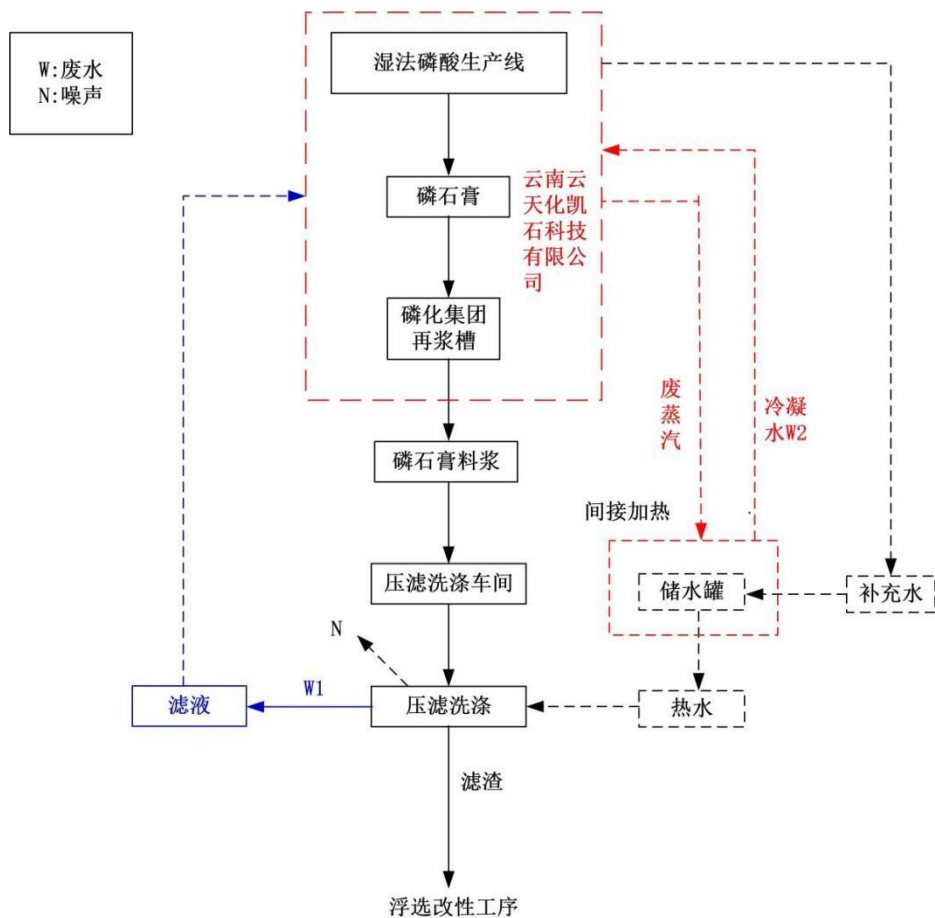 W:废水
N:噪声
湿法磷酸生产线
磷石膏
云南云
天化凯
石科技
有限公
司
磷化集团
再浆槽
废
蒸
汽
冷凝
水W2
磷石膏料浆
间接加热
压滤洗涤车间
储水罐
补充水
N
滤液
W1
压滤洗涤
热水
滤渣
浮选改性工序